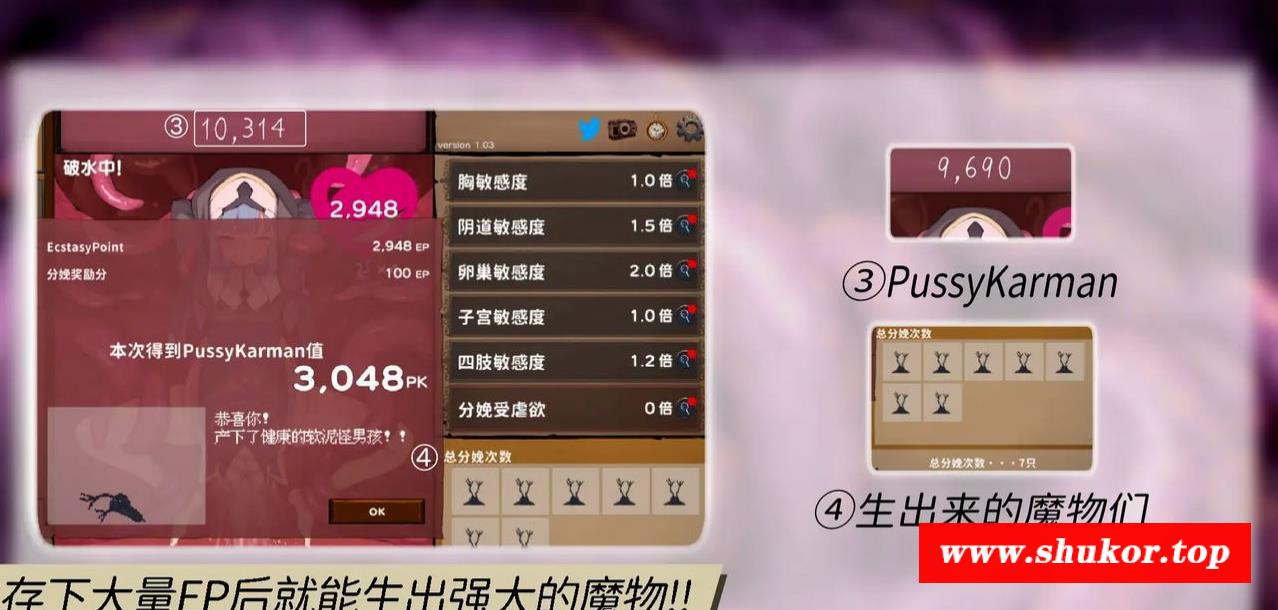 ③ 10,314
version 1.03
破水中!
2,948
EcstasyPoint 2,948 EP
分娩奖励分 100 EP
本次得到PussyKarman值
3,048PK
恭喜你!
产下了健康的软泥怪男孩!!
OK
胸敏感度 1.0 倍
阴道敏感度 1.5 倍
卵巢敏感度 2.0 倍
子宫敏感度 1.0 倍
四肢敏感度 1.2 倍
分娩受虐欲 0 倍
④ 总分娩次数
9,690
③PussyKarman
总分娩次数
总分娩次数・・・7只
④生出来的魔物们
www.shukor.top
存下大量EP后就能生出强大的魔物!!